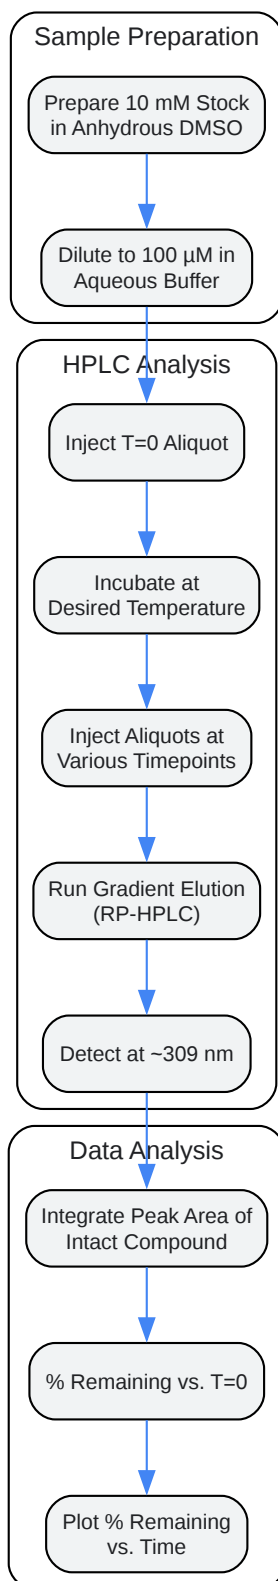 Sample Preparation
Prepare 10 mM Stock
in Anhydrous DMSO
Dilute to 100 µM in
Aqueous Buffer
HPLC Analysis
Inject T=0 Aliquot
Incubate at
Desired Temperature
Inject Aliquots at
Various Timepoints
Run Gradient Elution
(RP-HPLC)
Detect at ~309 nm
Data Analysis
Integrate Peak Area of
Intact Compound
% Remaining vs. T=0
Plot % Remaining
vs. Time